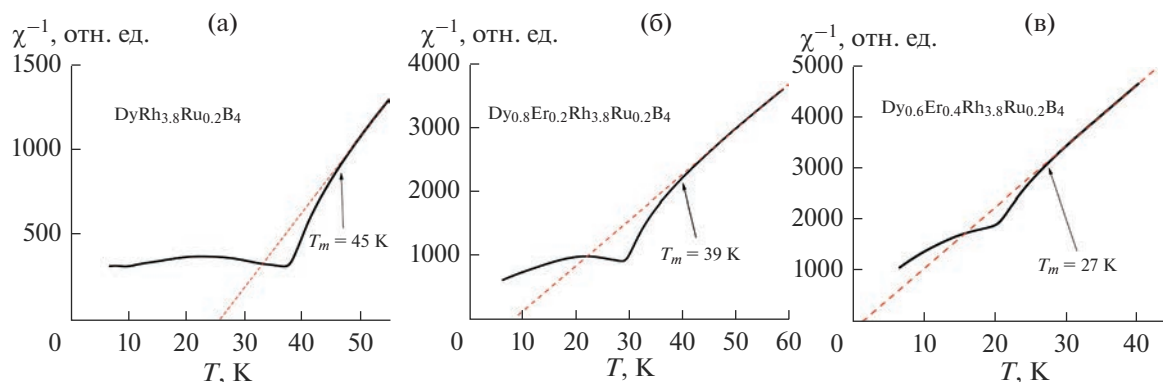 (а)
χ⁻¹, отн. ед.
1500
1000
500
0
10
20
30
40
50
T, K
DyRh₃.₈Ru₀.₂B₄
Tₘ = 45 K
(б)
χ⁻¹, отн. ед.
4000
3000
2000
1000
0
10
20
30
40
50
60
T, K
Dy₀.₈Er₀.₂Rh₃.₈Ru₀.₂B₄
Tₘ = 39 K
(в)
χ⁻¹, отн. ед.
5000
4000
3000
2000
1000
0
10
20
30
40
T, K
Dy₀.₆Er₀.₄Rh₃.₈Ru₀.₂B₄
Tₘ = 27 K